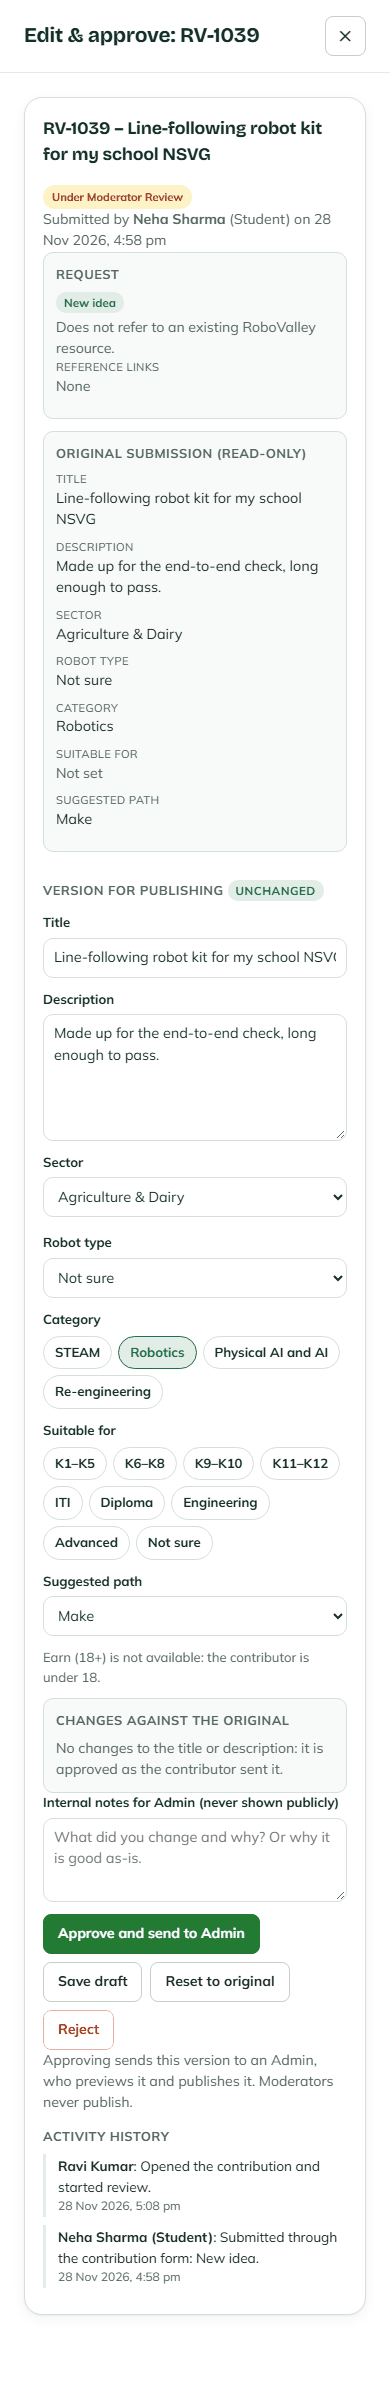 Edit & approve: RV-1039
RV-1039 – Line-following robot kit
for my school NSVG
Under Moderator Review
Submitted by Neha Sharma (Student) on 28
Nov 2026, 4:58 pm
REQUEST
New idea
Does not refer to an existing RoboValley
resource.
REFERENCE LINKS
None
ORIGINAL SUBMISSION (READ-ONLY)
TITLE
Line-following robot kit for my school
NSVG
DESCRIPTION
Made up for the end-to-end check, long
enough to pass.
SECTOR
Agriculture & Dairy
ROBOT TYPE
Not sure
CATEGORY
Robotics
SUITABLE FOR
Not set
SUGGESTED PATH
Make
VERSION FOR PUBLISHING UNCHANGED
Title
Line-following robot kit for my school NSV
Description
Made up for the end-to-end check, long
enough to pass.
Sector
Agriculture & Dairy
Robot type
Not sure
Category
STEAM Robotics Physical AI and AI
Re-engineering
Suitable for
K1–K5 K6–K8 K9–K10 K11–K12
ITI Diploma Engineering
Advanced Not sure
Suggested path
Make
Earn (18+) is not available: the contributor is
under 18.
CHANGES AGAINST THE ORIGINAL
No changes to the title or description: it is
approved as the contributor sent it.
Internal notes for Admin (never shown publicly)
What did you change and why? Or why it
is good as-is.
Approve and send to Admin
Save draft Reset to original
Reject
Approving sends this version to an Admin,
who previews it and publishes it. Moderators
never publish.
ACTIVITY HISTORY
Ravi Kumar: Opened the contribution and
started review.
28 Nov 2026, 5:08 pm
Neha Sharma (Student): Submitted through
the contribution form: New idea.
28 Nov 2026, 4:58 pm